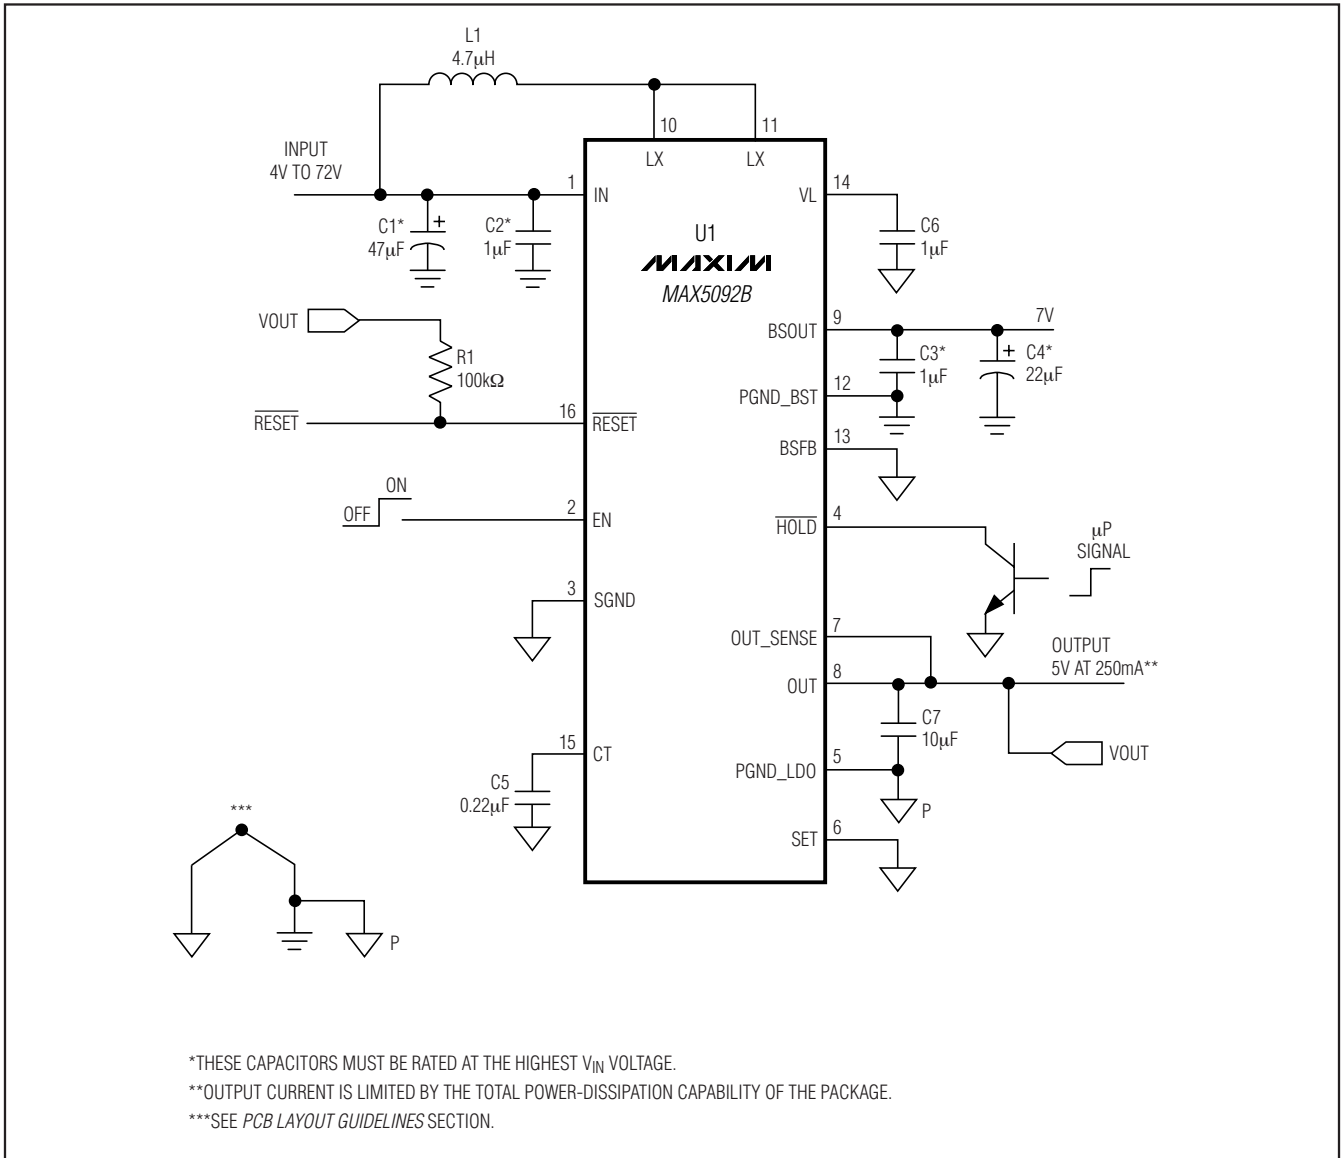 L1
4.7μH
10
11
LX
LX
INPUT
4V TO 72V
1
IN
VL
14
C1*
+
47μF
C2*
1μF
C6
1μF
U1
MAXIM
MAX5092B
VOUT
R1
100kΩ
BSOUT
9
7V
C3*
1μF
+
C4*
22μF
PGND_BST
12
RESET
16
RESET
BSFB
13
ON
OFF
2
EN
HOLD
4
μP
SIGNAL
3
SGND
OUT_SENSE
7
OUTPUT
5V AT 250mA**
OUT
8
C7
10μF
VOUT
15
CT
C5
0.22μF
PGND_LDO
5
P
SET
6
***
P
*THESE CAPACITORS MUST BE RATED AT THE HIGHEST VIN VOLTAGE.
**OUTPUT CURRENT IS LIMITED BY THE TOTAL POWER-DISSIPATION CAPABILITY OF THE PACKAGE.
***SEE PCB LAYOUT GUIDELINES SECTION.